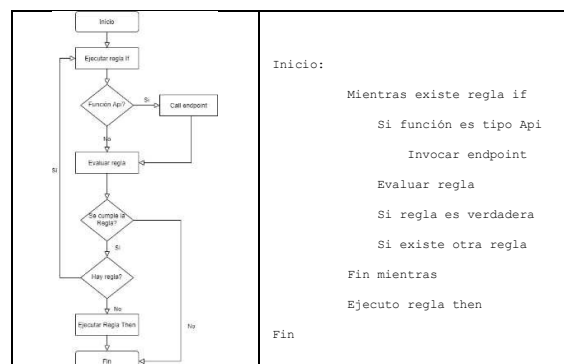 Inicio
Ejecutar regla If
Función Api?
Si
Call endpoint
No
Evaluar regla
Si
Se cumple la
Regla?
Si
Hay regla?
No
No
Ejecutar Regla Then
Fin
Inicio:
Mientras existe regla if
Si función es tipo Api
Invocar endpoint
Evaluar regla
Si regla es verdadera
Si existe otra regla
Fin mientras
Ejecuto regla then
Fin